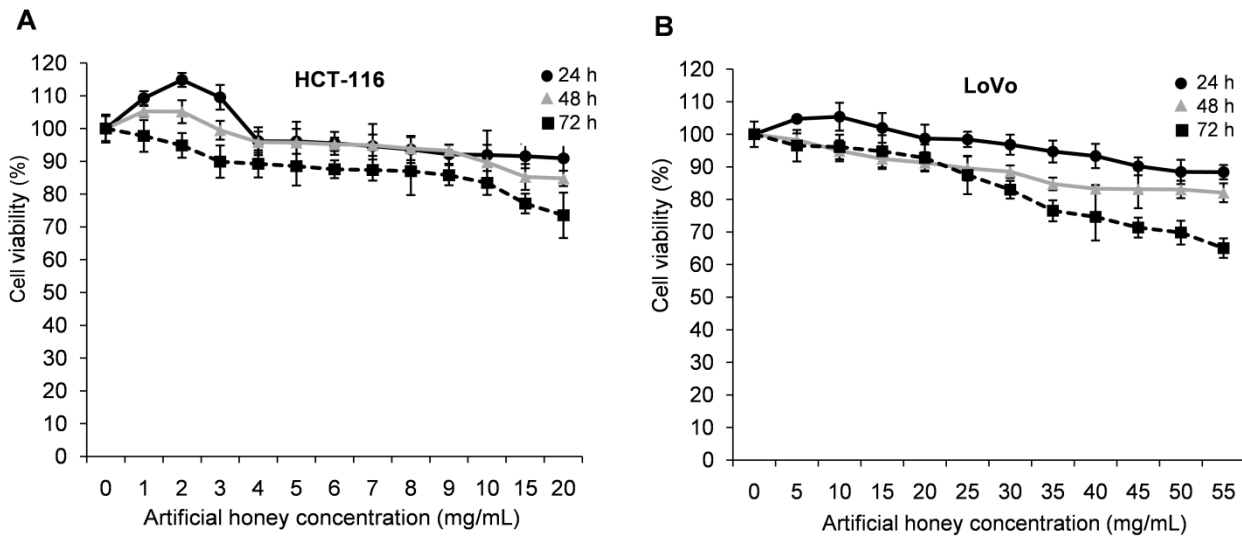 A
HCT-116
24 h
48 h
72 h
Cell viability (%)
120
110
100
90
80
70
60
50
40
30
20
10
0
0 1 2 3 4 5 6 7 8 9 10 15 20
Artificial honey concentration (mg/mL)
B
LoVo
24 h
48 h
72 h
Cell viability (%)
120
110
100
90
80
70
60
50
40
30
20
10
0
0 5 10 15 20 25 30 35 40 45 50 55
Artificial honey concentration (mg/mL)